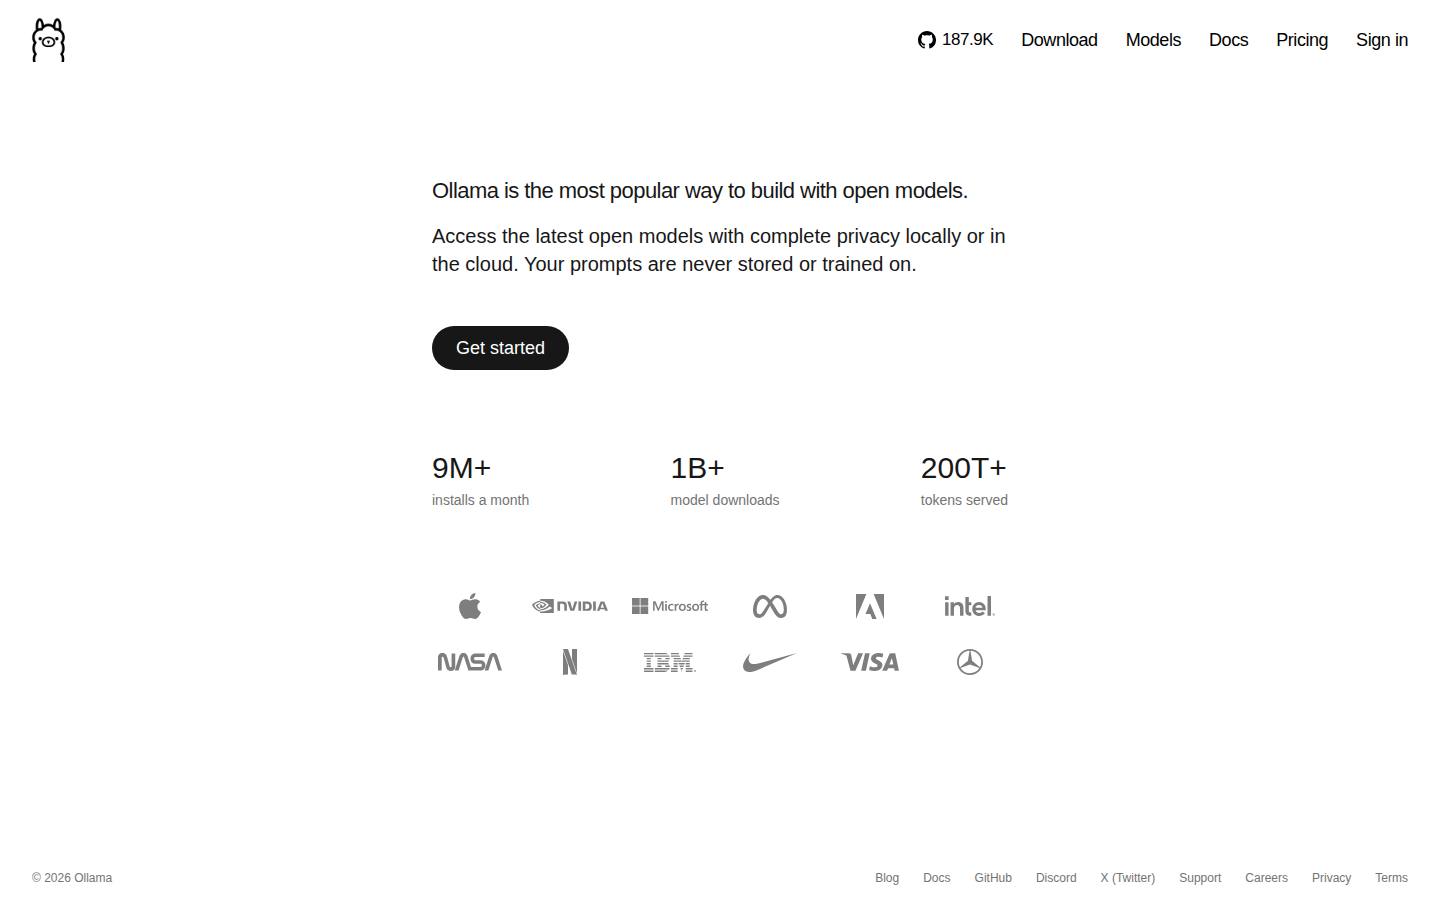 187.9K Download Models Docs Pricing Sign in
Ollama is the most popular way to build with open models.
Access the latest open models with complete privacy locally or in
the cloud. Your prompts are never stored or trained on.
Get started
9M+ 1B+ 200T+
installs a month model downloads tokens served
NVIDIA Microsoft intel.
NASA IBM VISA
© 2026 Ollama Blog Docs GitHub Discord X (Twitter) Support Careers Privacy Terms